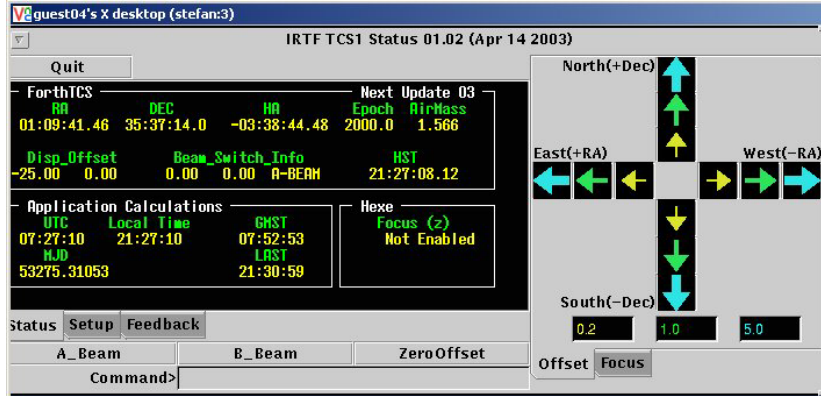 guest04's X desktop (stefan:3)
IRTF TCS1 Status 01.02 (Apr 14 2003)
Quit
ForthTCS Next Update 03
RA DEC HA Epoch AirMass
01:09:41.46 35:37:14.0 -03:38:44.48 2000.0 1.566
Disp_Offset Beam_Switch_Info HST
-25.00 0.00 0.00 0.00 A-BEAM 21:27:08.12
Application Calculations Hexe
UTC Local Time GMST Focus (z)
07:27:10 21:27:10 07:52:53 Not Enabled
MJD LAST
53275.31053 21:30:59
Status Setup Feedback
A_Beam B_Beam ZeroOffset
Command>
North(+Dec)
East(+RA) West(-RA)
South(-Dec)
0.2 1.0 5.0
Offset Focus